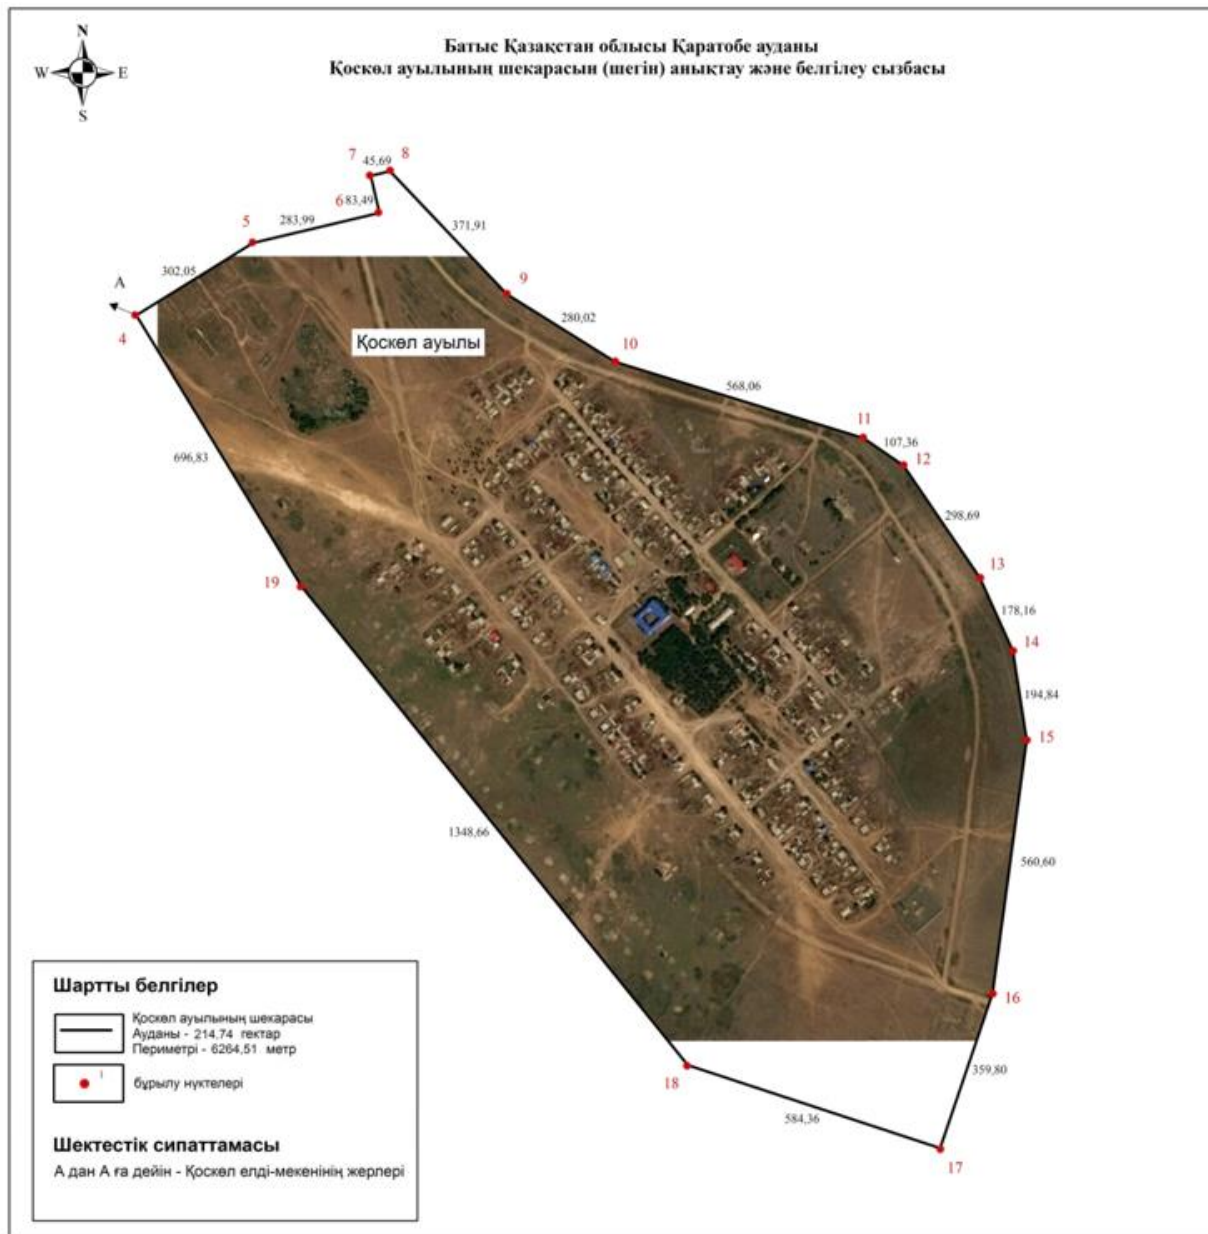 N
W E
S
Батыс Қазақстан облысы Қаратөбе ауданы
Қоскөл ауылының шекарасын (шегін) анықтау және белгілеу сызбасы
7 45,69 8
6 83,49
5 283,99
371,91
302,05
A
4
9
280,02
Қоскөл ауылы
10
568,06
11
107,36
12
696,83
298,69
13
19
178,16
14
194,84
15
1348,66
560,60
16
359,80
18
584,36
17
Шартты белгілер
Қоскөл ауылының шекарасы
Ауданы - 214,74 гектар
Периметрі - 6264,51 метр
1
бұрылу нүктелері
Шектестік сипаттамасы
А дан А ға дейін - Қоскөл елді-мекенінің жерлері